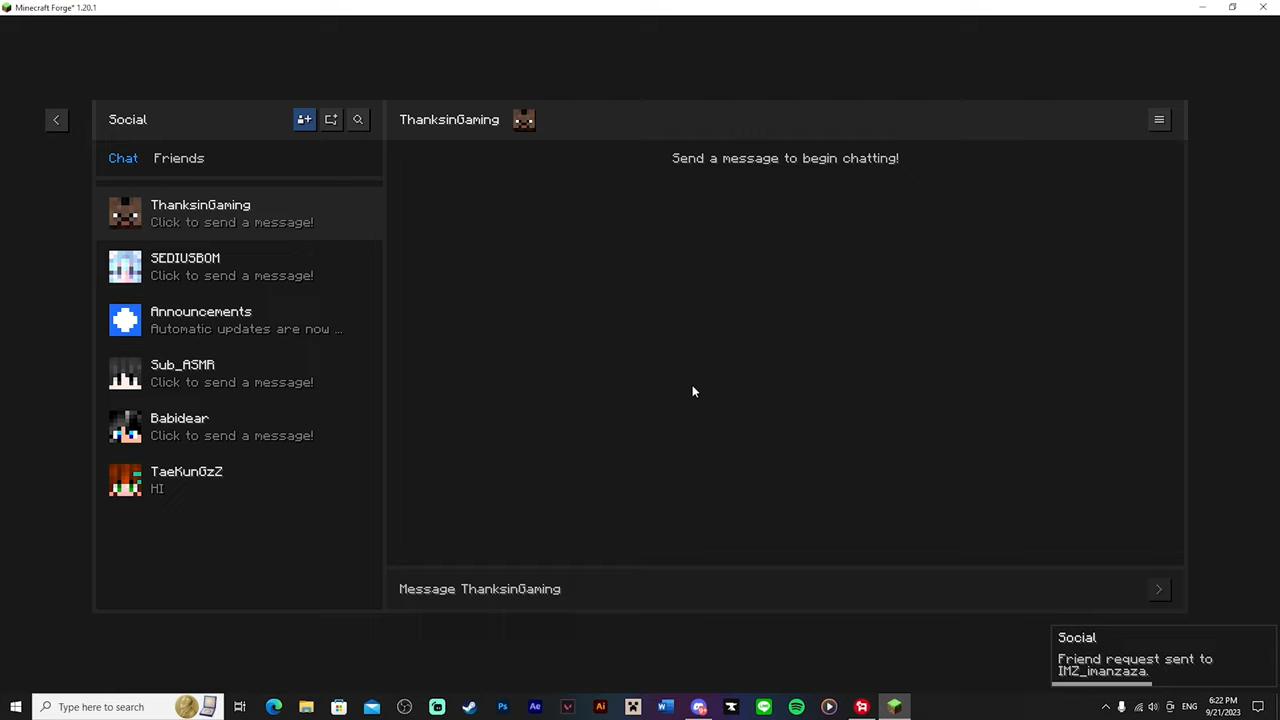 Minecraft Forge* 1.20.1
Social
ThanksinGaming
Chat Friends
Send a message to begin chatting!
ThanksinGaming
Click to send a message!
SEDIUSBOM
Click to send a message!
Announcements
Automatic updates are now ...
Sub_ASMR
Click to send a message!
Babidear
Click to send a message!
TaeKunGzZ
HI
Message ThanksinGaming
Social
Friend request sent to
IMZ_imanzaza.
Type here to search
Ps
Ae
Ai
W
ENG
6:22 PM
9/21/2023